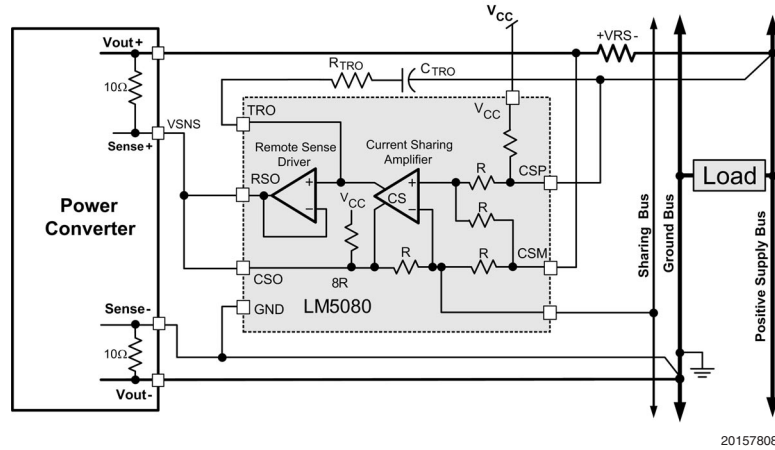 VCC
Vout+
+VRS-
RTRO
CTRO
10Ω
TRO
VCC
VSNS
Sense+
Remote Sense
Driver
Current Sharing
Amplifier
RSO
+
−
VCC
CS
+
−
R
CSP
R
Power
Converter
Load
Sharing Bus
Ground Bus
Positive Supply Bus
R
R
CSM
CSO
8R
Sense-
GND
LM5080
10Ω
Vout-
20157808